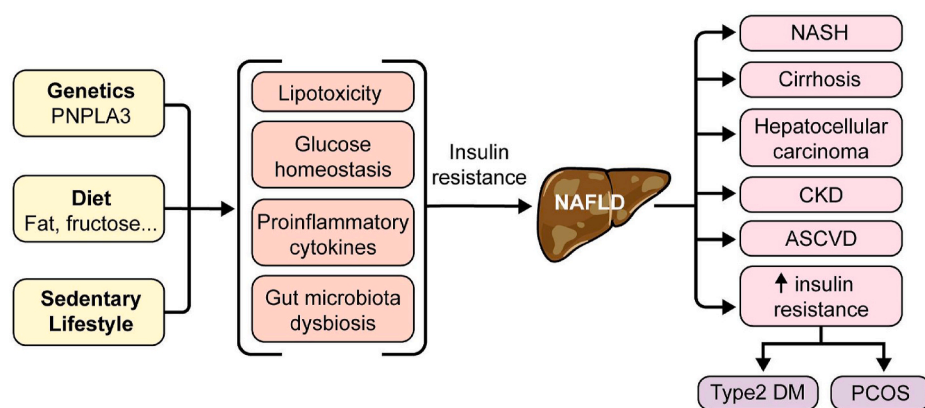 Genetics
PNPLA3
Diet
Fat, fructose...
Sedentary
Lifestyle
Lipotoxicity
Glucose
homeostasis
Proinflammatory
cytokines
Gut microbiota
dysbiosis
Insulin
resistance
NAFLD
NASH
Cirrhosis
Hepatocellular
carcinoma
CKD
ASCVD
↑ insulin
resistance
Type2 DM
PCOS